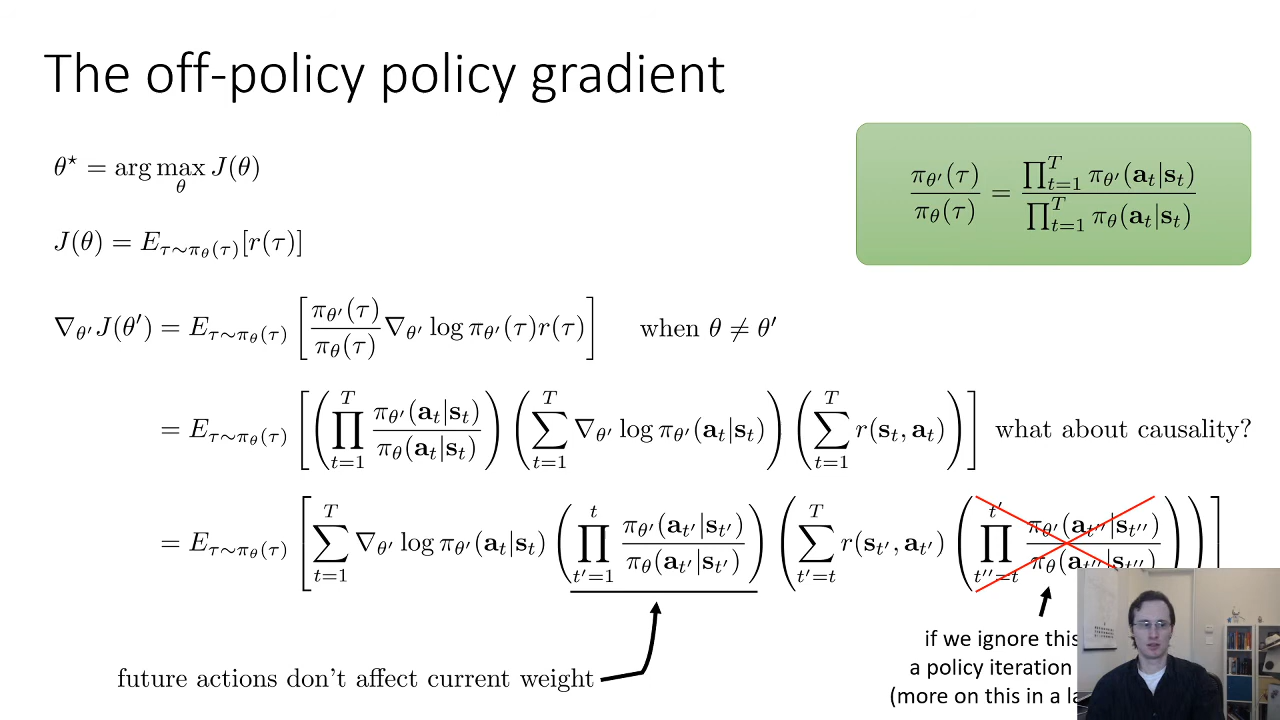 The off-policy policy gradient
θ⋆ = arg max_θ J(θ)
π_θ′(τ) / π_θ(τ) = ∏_{t=1}^{T} π_θ′(a_t|s_t) / ∏_{t=1}^{T} π_θ(a_t|s_t)
J(θ) = E_{τ∼π_θ(τ)}[r(τ)]
∇_θ′ J(θ′) = E_{τ∼π_θ(τ)} [ π_θ′(τ) / π_θ(τ) ∇_θ′ log π_θ′(τ)r(τ) ] when θ ≠ θ′
= E_{τ∼π_θ(τ)} [ ( ∏_{t=1}^{T} π_θ′(a_t|s_t) / π_θ(a_t|s_t) ) ( ∑_{t=1}^{T} ∇_θ′ log π_θ′(a_t|s_t) ) ( ∑_{t=1}^{T} r(s_t, a_t) ) ] what about causality?
= E_{τ∼π_θ(τ)} [ ∑_{t=1}^{T} ∇_θ′ log π_θ′(a_t|s_t) ( ∏_{t′=1}^{t} π_θ′(a_t′|s_t′) / π_θ(a_t′|s_t′) ) ( ∑_{t′=t}^{T} r(s_t′, a_t′) ( ∏_{t″=t}^{t′} π_θ′(a_t″|s_t″) / π_θ(a_t″|s_t″) ) ) ]
if we ignore this
a policy iteration
(more on this in a
future actions don't affect current weight